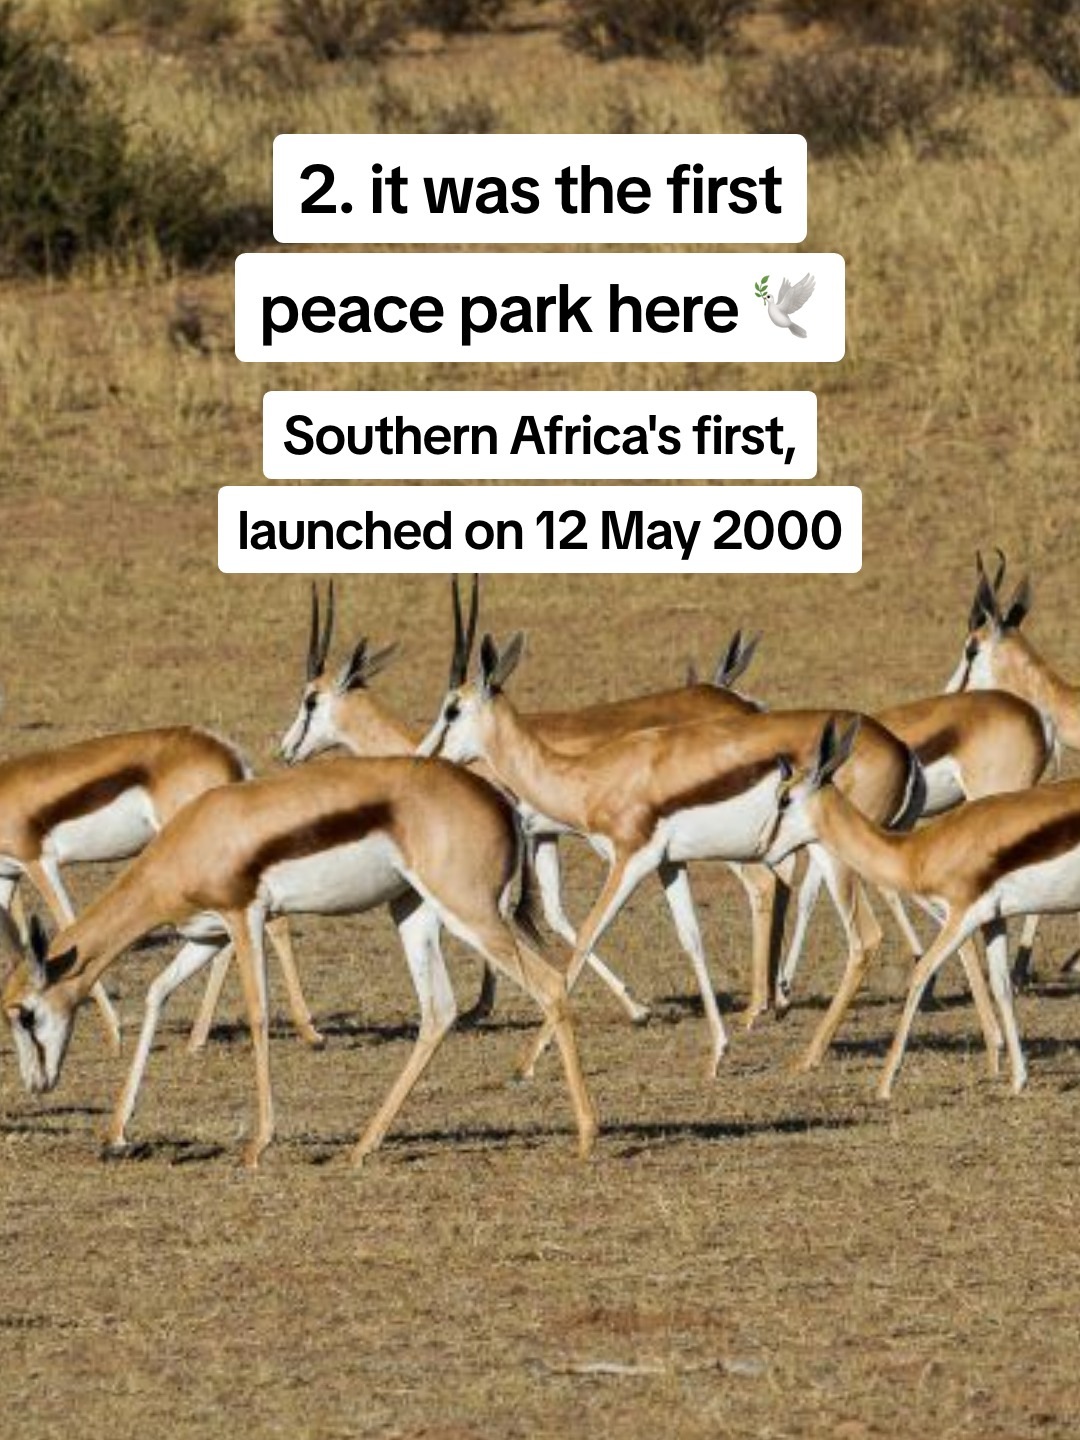 2. it was the first
peace park here 🕊️
Southern Africa's first,
launched on 12 May 2000